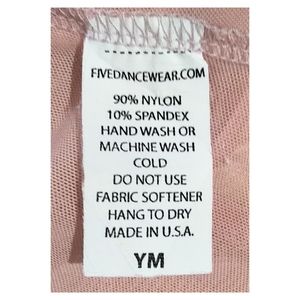 FIVEDANCEWEAR.COM
90% NYLON
10% SPANDEX
HAND WASH OR
MACHINE WASH
COLD
DO NOT USE
FABRIC SOFTENER
HANG TO DRY
MADE IN U.S.A.
YM